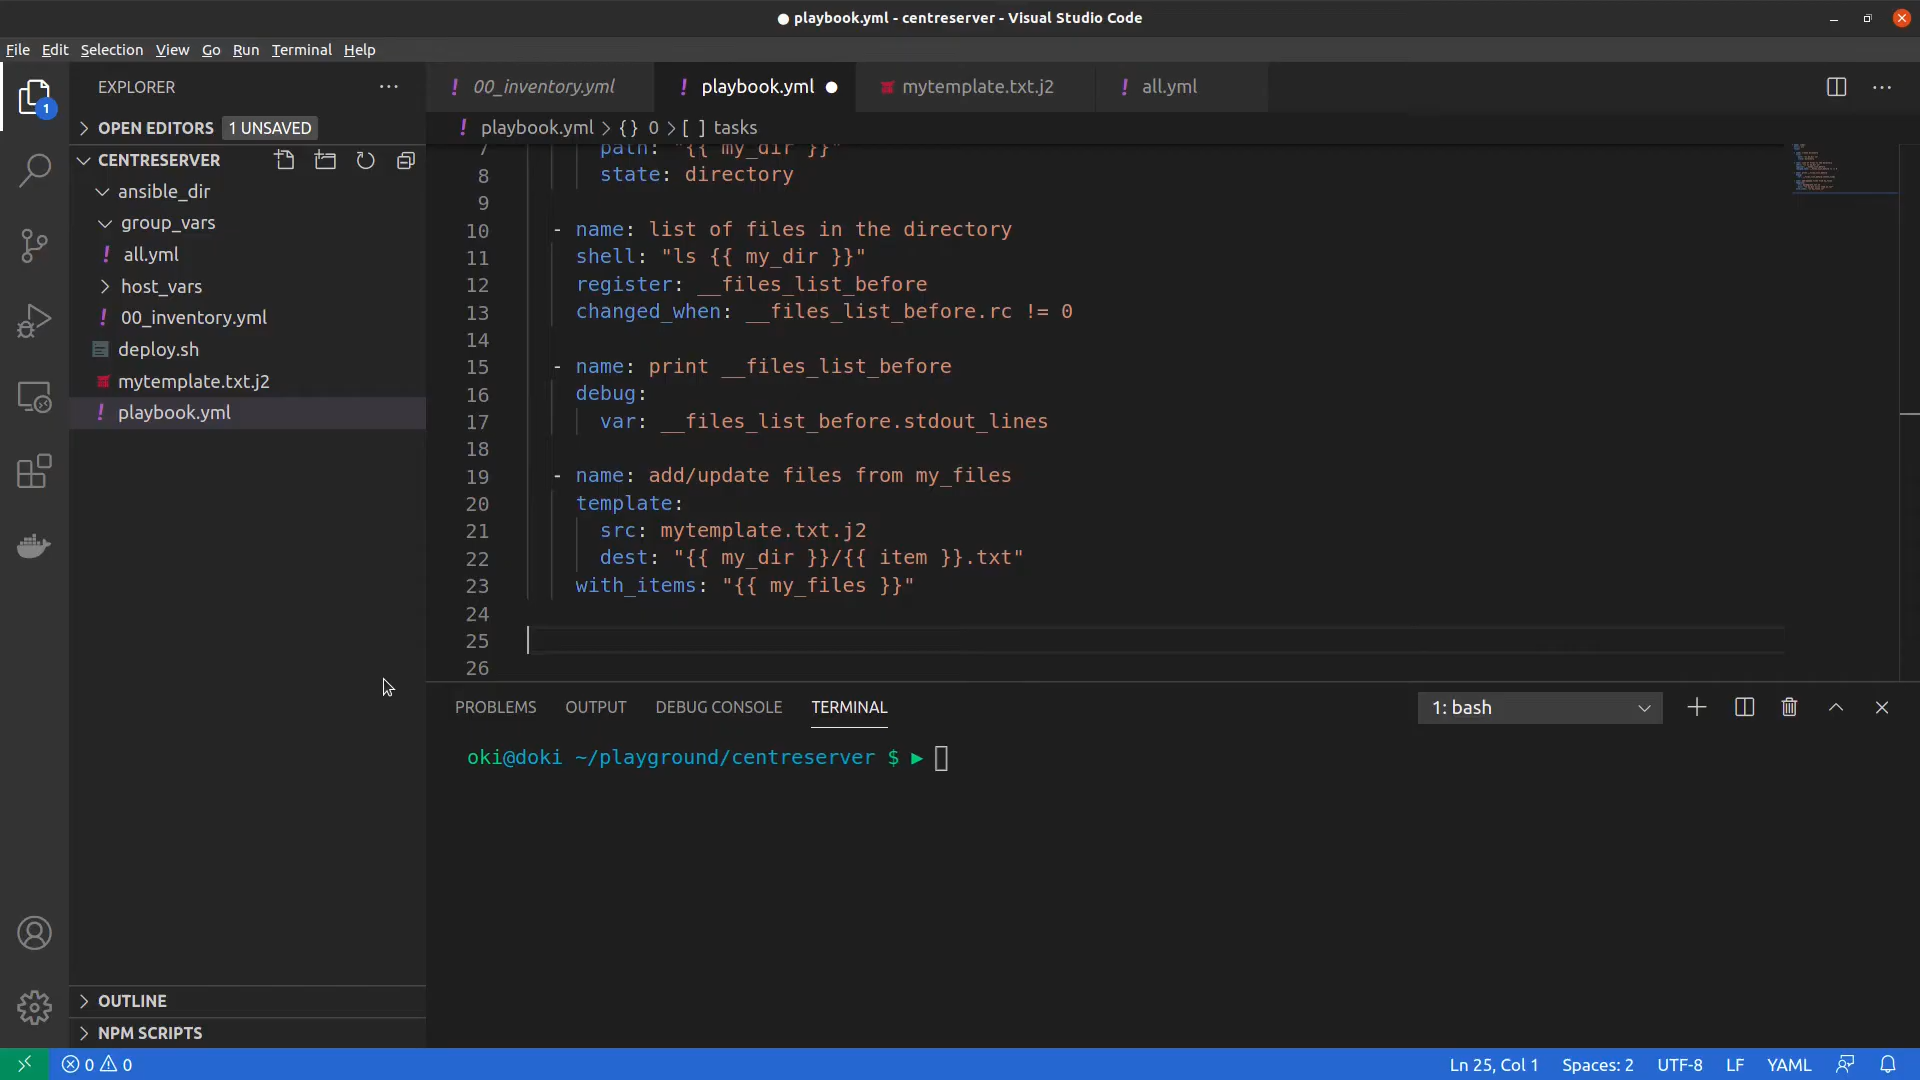 playbook.yml - centreserver - Visual Studio Code
File Edit Selection View Go Run Terminal Help
EXPLORER
OPEN EDITORS 1 UNSAVED
CENTRESERVER
ansible_dir
group_vars
all.yml
host_vars
00_inventory.yml
deploy.sh
mytemplate.txt.j2
playbook.yml
OUTLINE
NPM SCRIPTS
1
00_inventory.yml playbook.yml mytemplate.txt.j2 all.yml
playbook.yml > {} 0 > [ ] tasks
7 path: "{{ my_dir }}"
8 state: directory
9
10 - name: list of files in the directory
11 shell: "ls {{ my_dir }}"
12 register: __files_list_before
13 changed_when: __files_list_before.rc != 0
14
15 - name: print __files_list_before
16 debug:
17 var: __files_list_before.stdout_lines
18
19 - name: add/update files from my_files
20 template:
21 src: mytemplate.txt.j2
22 dest: "{{ my_dir }}/{{ item }}.txt"
23 with_items: "{{ my_files }}"
24
25
26
PROBLEMS OUTPUT DEBUG CONSOLE TERMINAL 1: bash
oki@doki ~/playground/centreserver $ ▶
0 0 Ln 25, Col 1 Spaces: 2 UTF-8 LF YAML